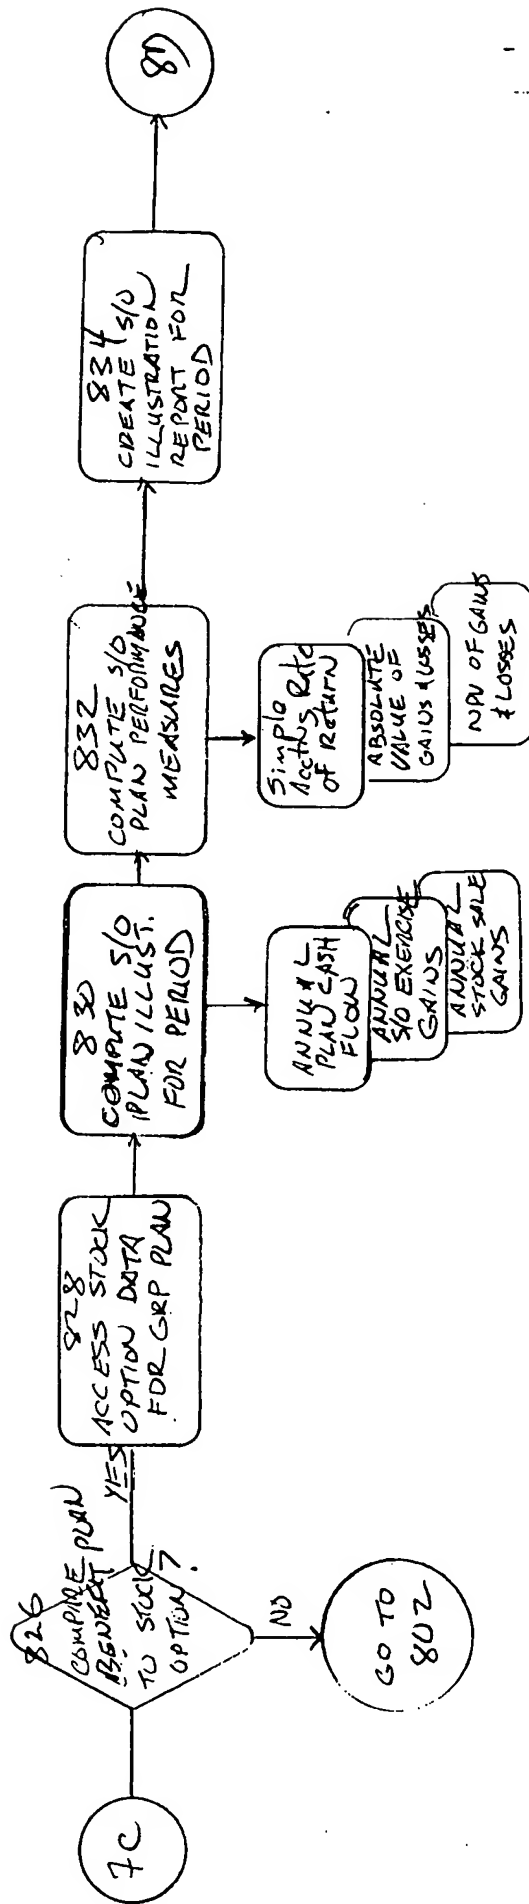 7C
826
COMPARE
BENEFIT PLAN
TO STOCK
OPTION?
YES
NO
GO TO
802
828
ACCESS STOCK
OPTION DATA
FOR GRP PLAN
830
COMPUTE S/O
PLAN ILLUST.
FOR PERIOD
ANNUAL
PLAN CASH
FLOW
ANNUAL
S/O EXERCISE
GAINS
ANNUAL
STOCK SALE
GAINS
832
COMPUTE S/O
PLAN PERFORMANCE
MEASURES
Simple
Acctng Rate
of Return
ABSOLUTE
VALUE OF
GAINS & LOSSES
NPV OF GAINS
& LOSSES
834
CREATE S/O
ILLUSTRATION
REPORT FOR
PERIOD
8D